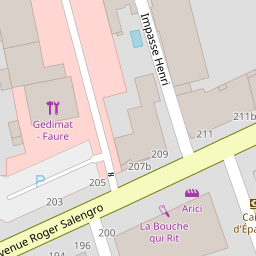 Impasse Henri
Gedimat
- Faure
211b
211
209
207b
P
205
203
Arici
La Bouche
qui Rit
Cai
d'Épa
venue Roger Salengro
196
200
194